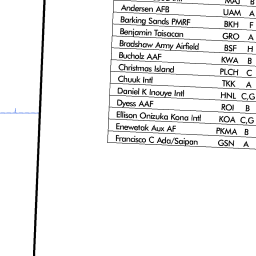 MAJ B
Andersen AFB UAM A
Barking Sands PMRF BKH F
Benjamin Taisacan GRO A
Bradshaw Army Airfield BSF H
Bucholz AAF KWA B
Christmas Island PLCH C
Chuuk Intl TKK A
Daniel K Inouye Intl HNL C,G
Dyess AAF ROI B
Ellison Onizuka Kona Intl KOA C,G
Enewetak Aux AF PKMA B
Francisco C Ada/Saipan GSN A